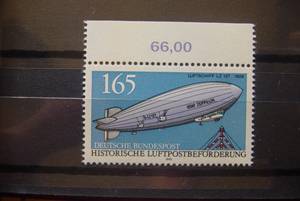 66,00
165
LUFTSCHIFF LZ 127 1928
GRAF ZEPPELIN
DEUTSCHE BUNDESPOST
HISTORISCHE LUFTPOSTBEFÖRDERUNG